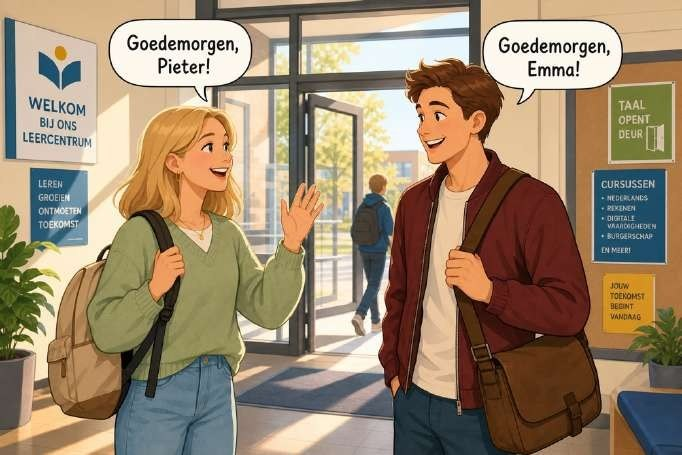 WELKOM
BIJ ONS
LEERCENTRUM
LEREN
GROEIEN
ONTMOETEN
TOEKOMST
Goedemorgen,
Pieter!
Goedemorgen,
Emma!
TAAL
OPENT
DEUR
CURSUSSEN
• NEDERLANDS
• REKENEN
• DIGITALE
VAARDIGHEDEN
• BURGERSCHAP
EN MEER!
JOUW
TOEKOMST
BEGINT
VANDAAG